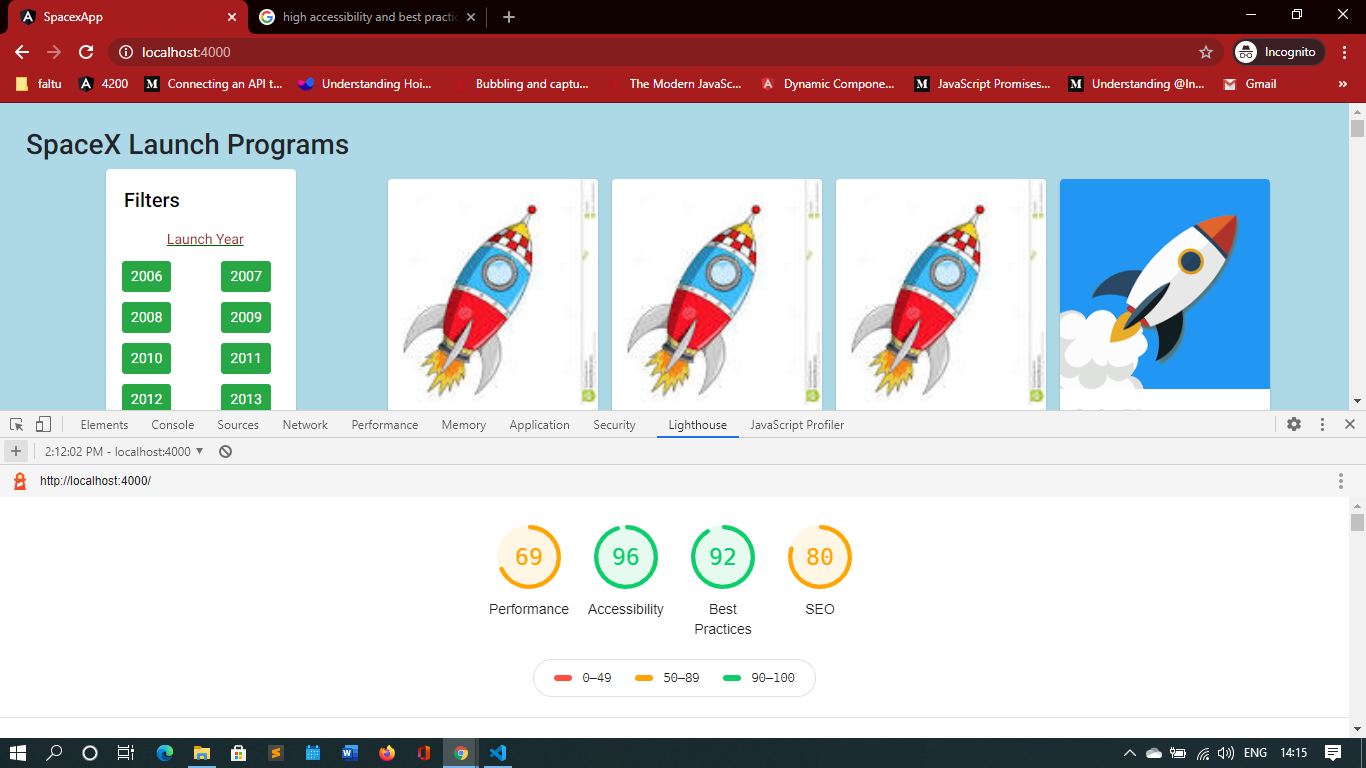 SpacexApp
high accessibility and best practic
localhost:4000
Incognito
faltu 4200 Connecting an API t... Understanding Hoi... Bubbling and captu... The Modern JavaSc... Dynamic Compone... JavaScript Promises... Understanding @In... Gmail »
SpaceX Launch Programs
Filters
Launch Year
2006 2007
2008 2009
2010 2011
2012 2013
Elements Console Sources Network Performance Memory Application Security Lighthouse JavaScript Profiler
2:12:02 PM - localhost:4000
http://localhost:4000/
69 96 92 80
Performance Accessibility Best Practices SEO
0–49 50–89 90–100
ENG 14:15